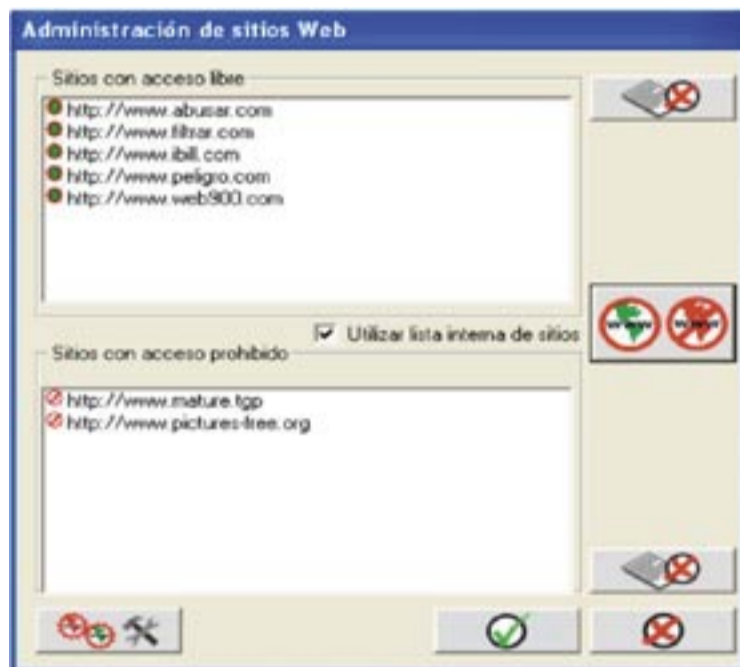 Administración de sitios Web
Sitios con acceso libre
http://www.abusar.com
http://www.filtrar.com
http://www.ibill.com
http://www.peligro.com
http://www.web900.com
Utilizar lista interna de sitios
www www
Sitios con acceso prohibido
http://www.mature.tgp
http://www.pictures-free.org